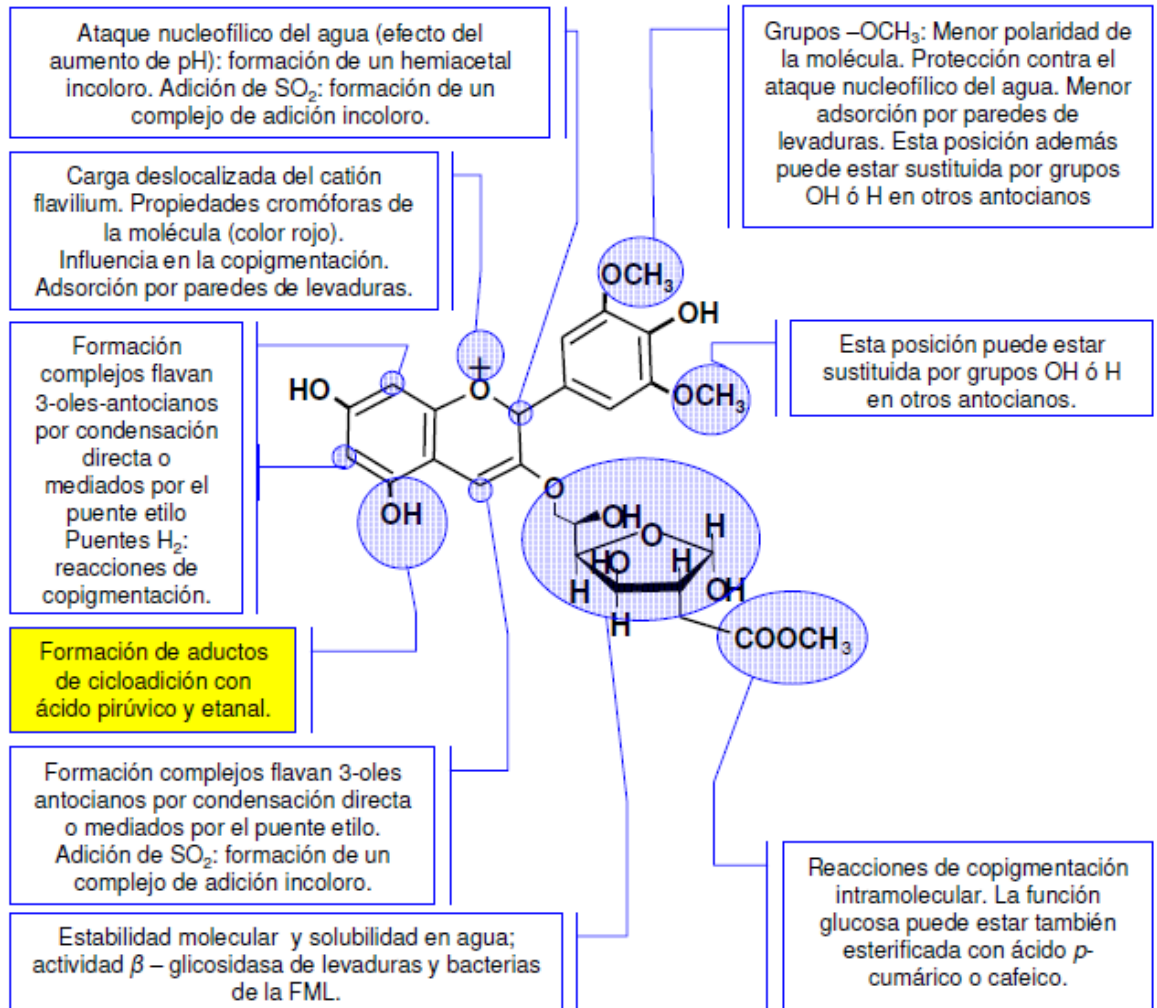 Ataque nucleofílico del agua (efecto del
aumento de pH): formación de un hemiacetal
incoloro. Adición de SO₂: formación de un
complejo de adición incoloro.
Grupos –OCH₃: Menor polaridad de
la molécula. Protección contra el
ataque nucleofílico del agua. Menor
adsorción por paredes de
levaduras. Esta posición además
puede estar sustituida por grupos
OH ó H en otros antocianos
Carga deslocalizada del catión
flavilium. Propiedades cromóforas de
la molécula (color rojo).
Influencia en la copigmentación.
Adsorción por paredes de levaduras.
Formación
complejos flavan
3-oles-antocianos
por condensación
directa o
mediados por el
puente etilo
Puentes H₂:
reacciones de
copigmentación.
Esta posición puede estar
sustituida por grupos OH ó H
en otros antocianos.
OCH₃
OH
+
HO
O
OCH₃
O
OH
OH
O
H
HO
H
H
OH
H
COOCH₃
Formación de aductos
de cicloadición con
ácido pirúvico y etanal.
Formación complejos flavan 3-oles
antocianos por condensación directa
o mediados por el puente etilo.
Adición de SO₂: formación de un
complejo de adición incoloro.
Estabilidad molecular y solubilidad en agua;
actividad β – glicosidasa de levaduras y bacterias
de la FML.
Reacciones de copigmentación
intramolecular. La función
glucosa puede estar también
esterificada con ácido p-
cumárico o cafeico.